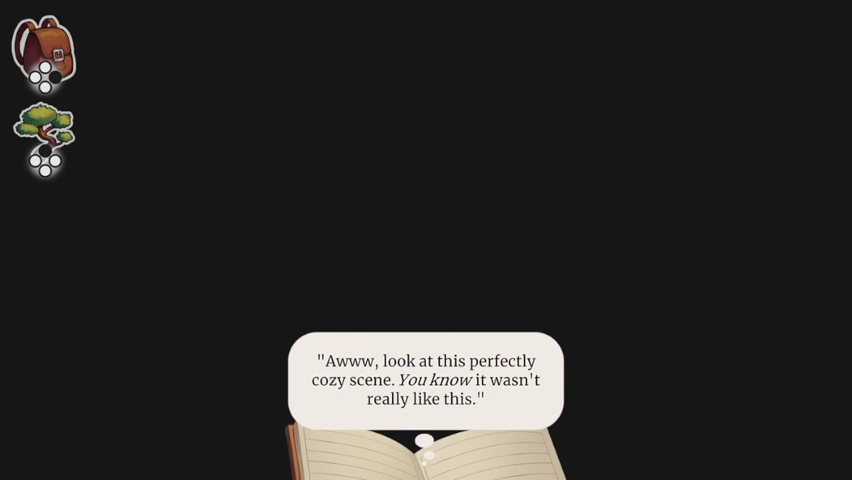 "Awww, look at this perfectly
cozy scene. You know it wasn't
really like this."